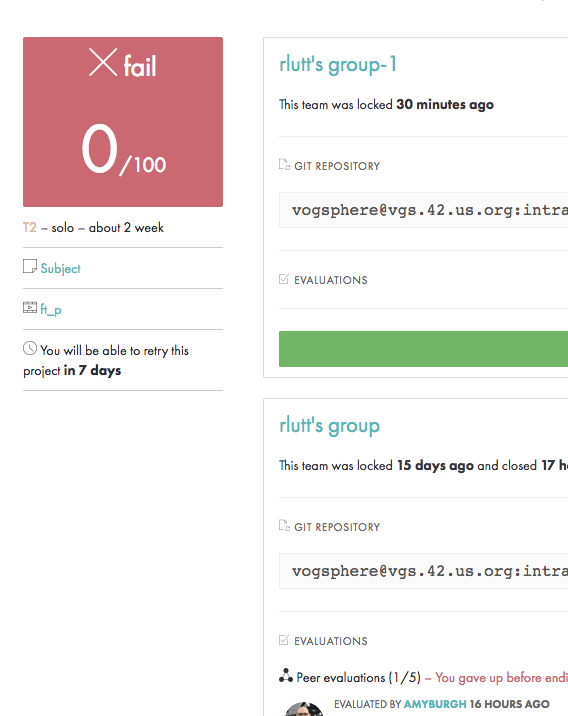 fail
0/100
T2 – solo – about 2 week
Subject
ft_p
You will be able to retry this
project in 7 days
rlutt's group-1
This team was locked 30 minutes ago
GIT REPOSITORY
vogsphere@vgs.42.us.org:intra
EVALUATIONS
rlutt's group
This team was locked 15 days ago and closed 17 h
GIT REPOSITORY
vogsphere@vgs.42.us.org:intra
EVALUATIONS
Peer evaluations (1/5) – You gave up before endi
EVALUATED BY AMYBURGH 16 HOURS AGO